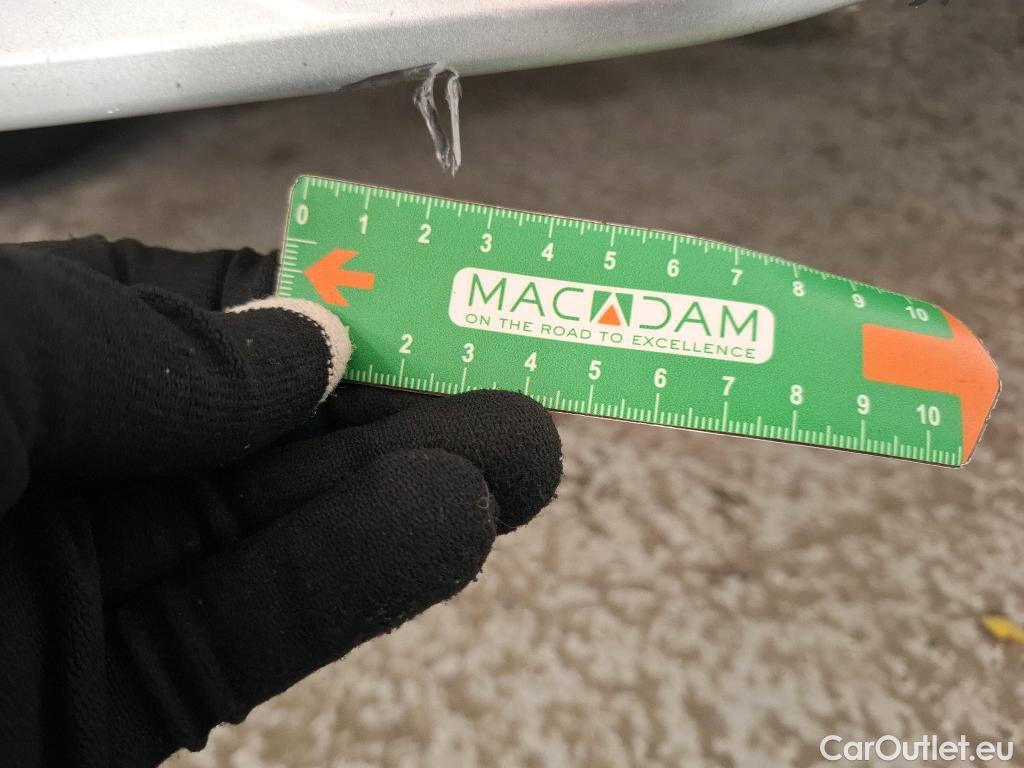 0 1 2 3 4 5 6 7 8 9 10
MACADAM
ON THE ROAD TO EXCELLENCE
2 3 4 5 6 7 8 9 10
CarOutlet.eu